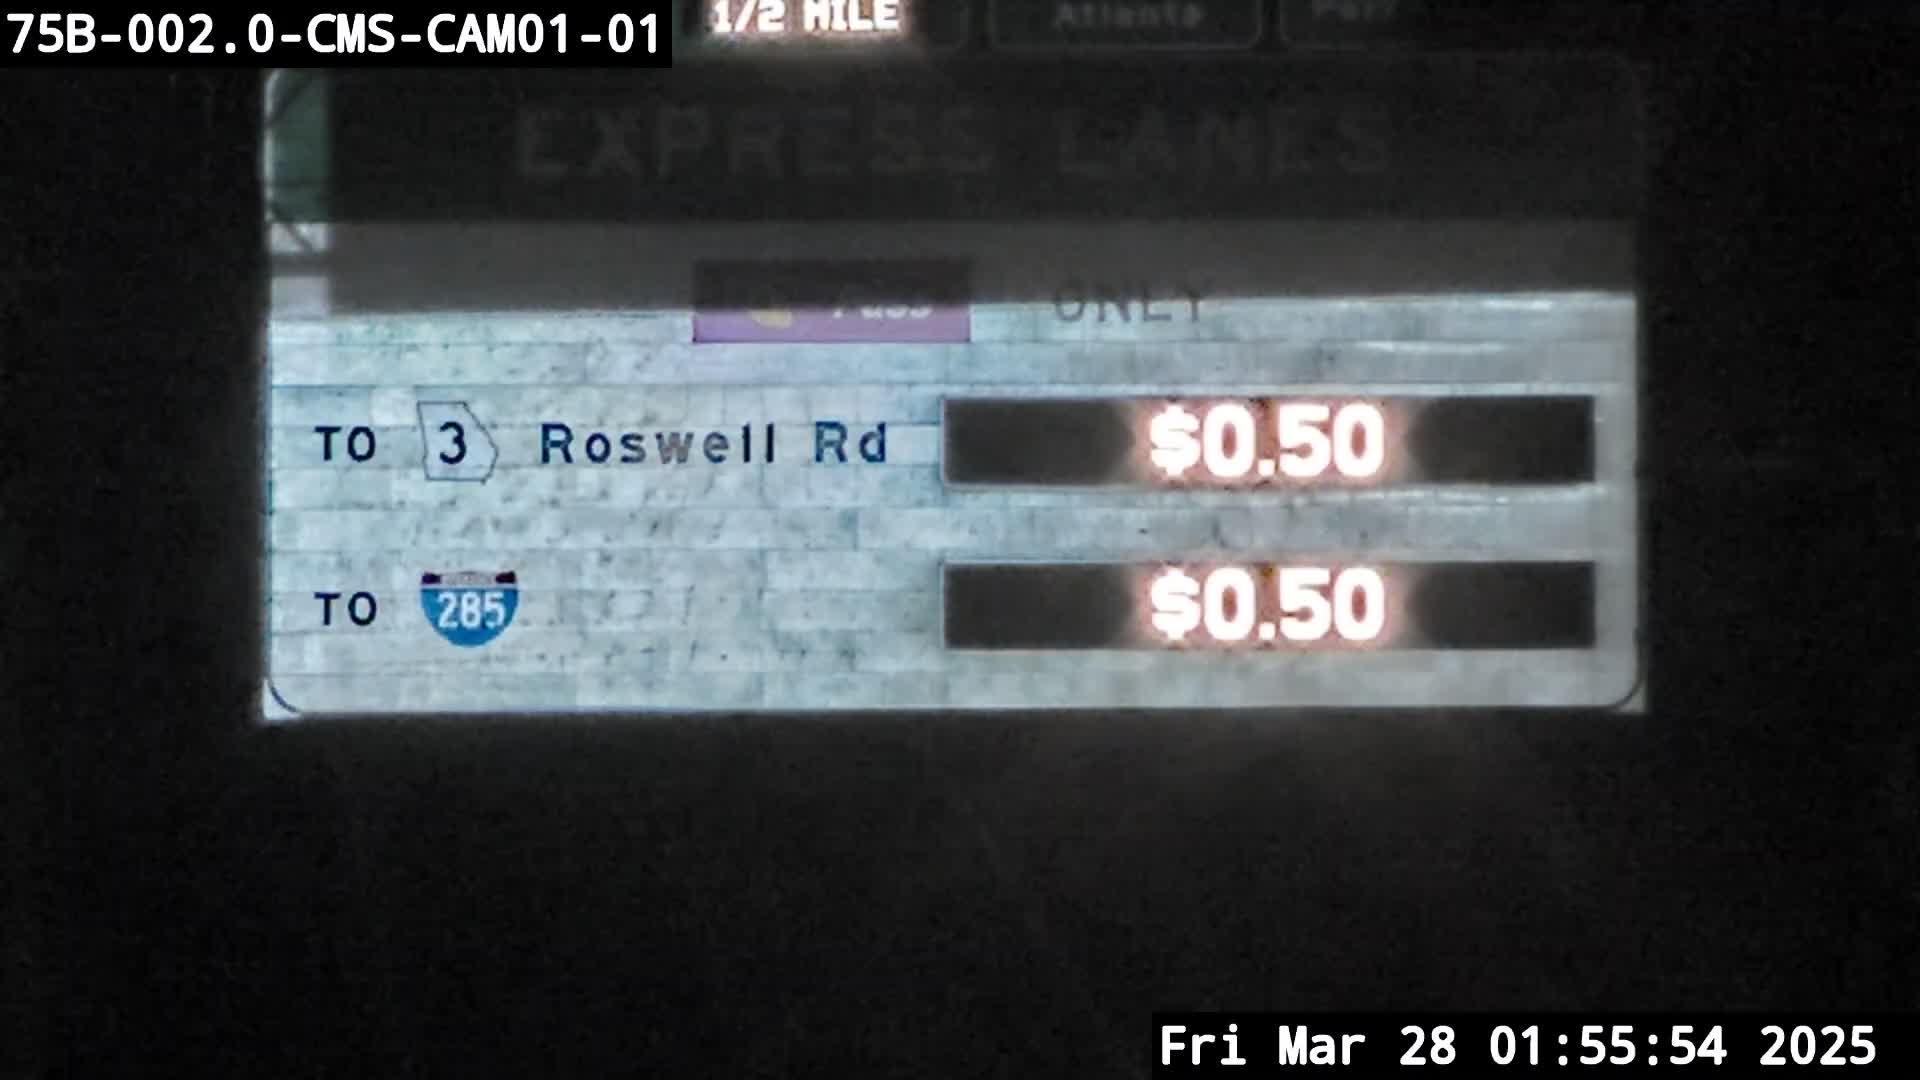 75B-002.0-CMS-CAM01-01
1/2 MILE
Atlanta
EXPRESS LANES
Pass ONLY
TO 3 Roswell Rd $0.50
TO 285 $0.50
Fri Mar 28 01:55:54 2025